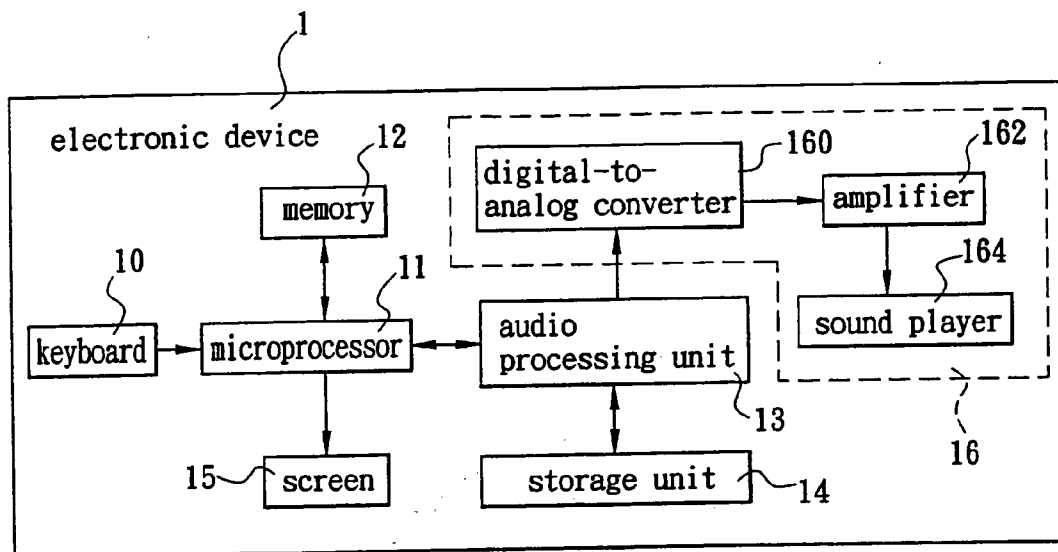 1
electronic device
12
memory
10
keyboard
11
microprocessor
15
screen
digital-to-
analog converter
160
162
amplifier
164
sound player
audio
processing unit
13
storage unit
14
16